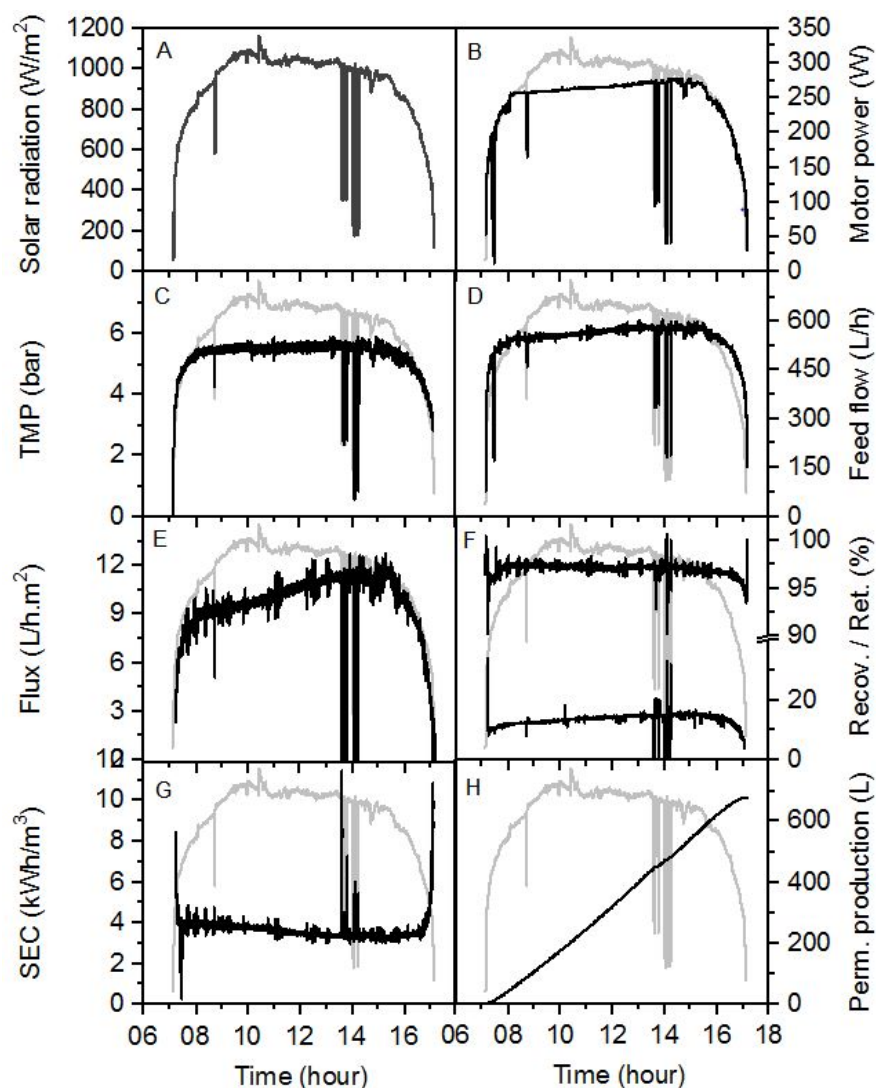 1200
1000
800
600
400
200
0
Solar radiation (W/m²)
A
B
350
300
250
200
150
100
50
0
Motor power (W)
6
4
2
0
TMP (bar)
C
D
600
450
300
150
0
Feed flow (L/h)
12
9
6
3
Flux (L/h.m²)
E
F
100
95
90
20
0
Recov. / Ret. (%)
10
8
6
4
2
0
SEC (kWh/m³)
G
H
600
400
200
0
Perm. production (L)
06 08 10 12 14 16 06 08 10 12 14 16 18
Time (hour) Time (hour)